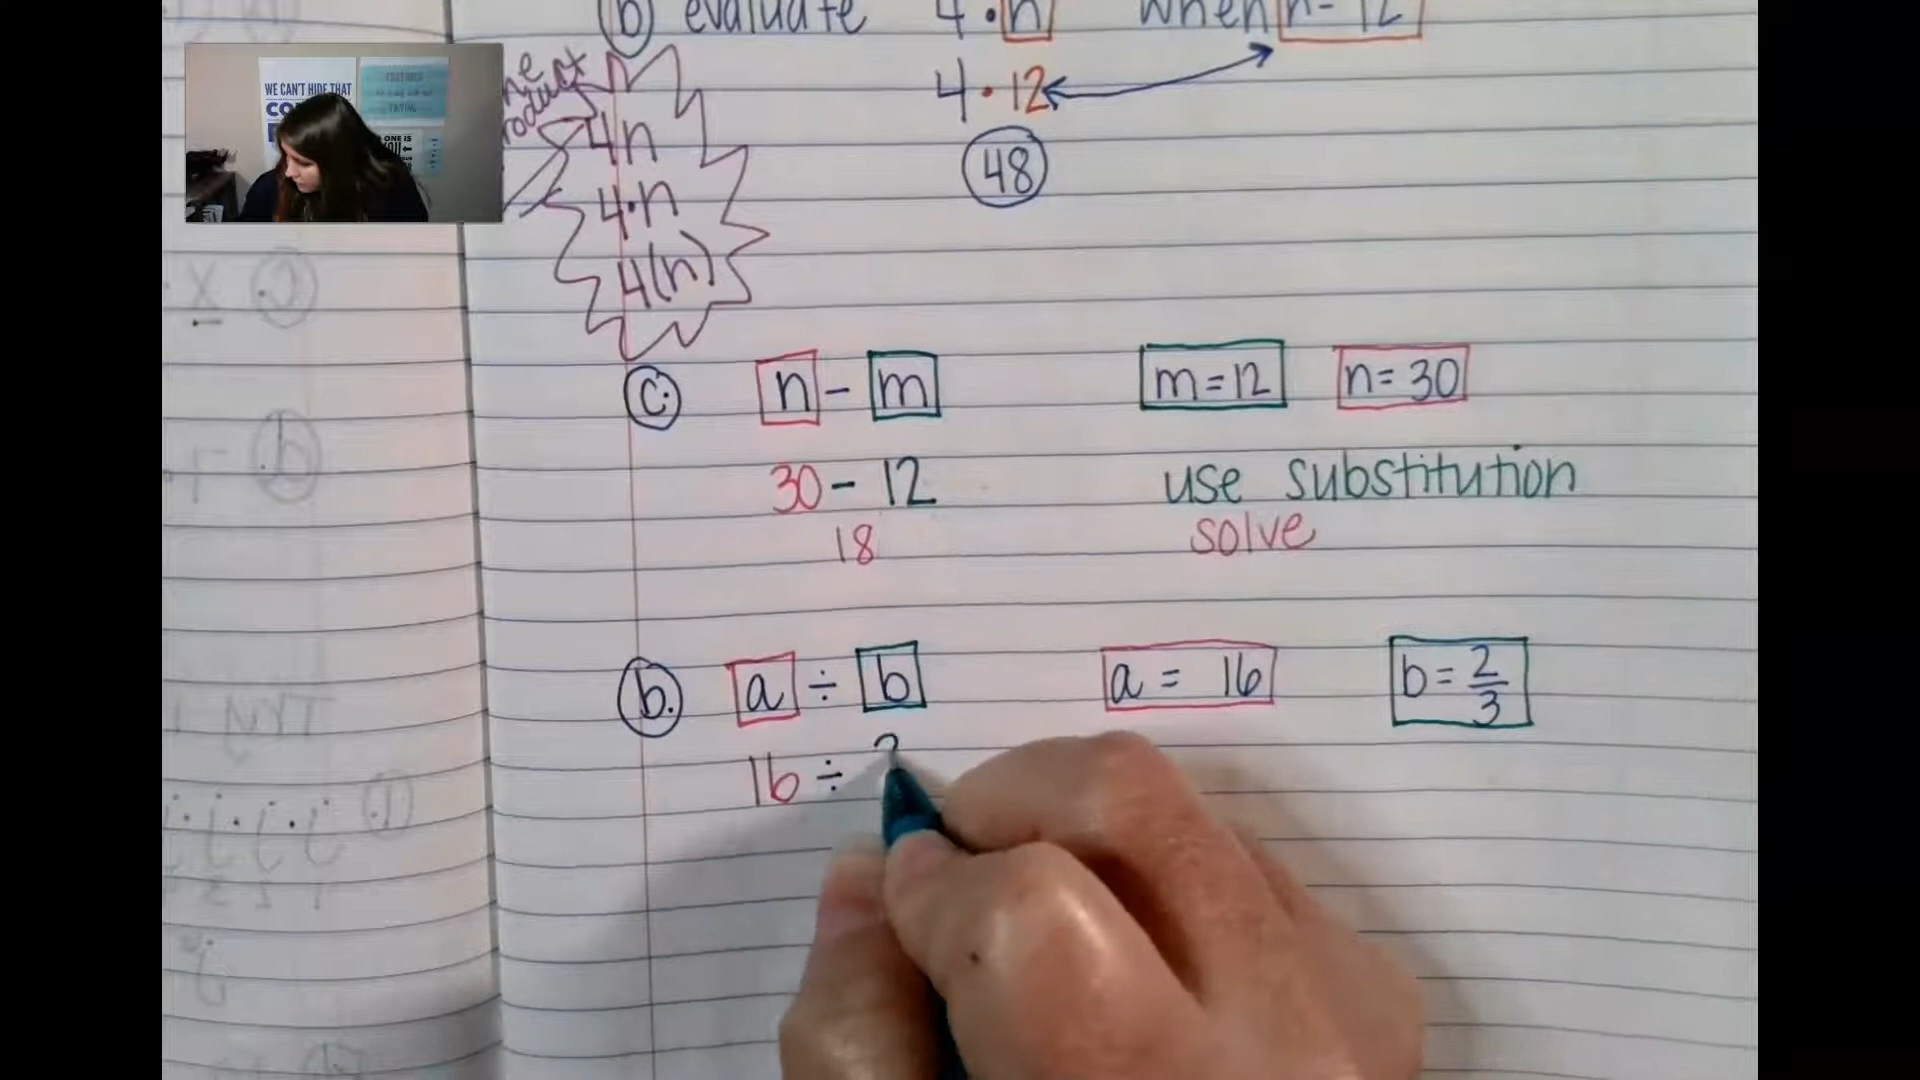 b evaluate 4 · n when n= 12
4 · 12
48
4n
4·n
4(n)
c. n - m m=12 n=30
30 - 12 use substitution
18 solve
b. a ÷ b a = 16 b = 2/3
16 ÷ 2
WE CAN'T HIDE THAT